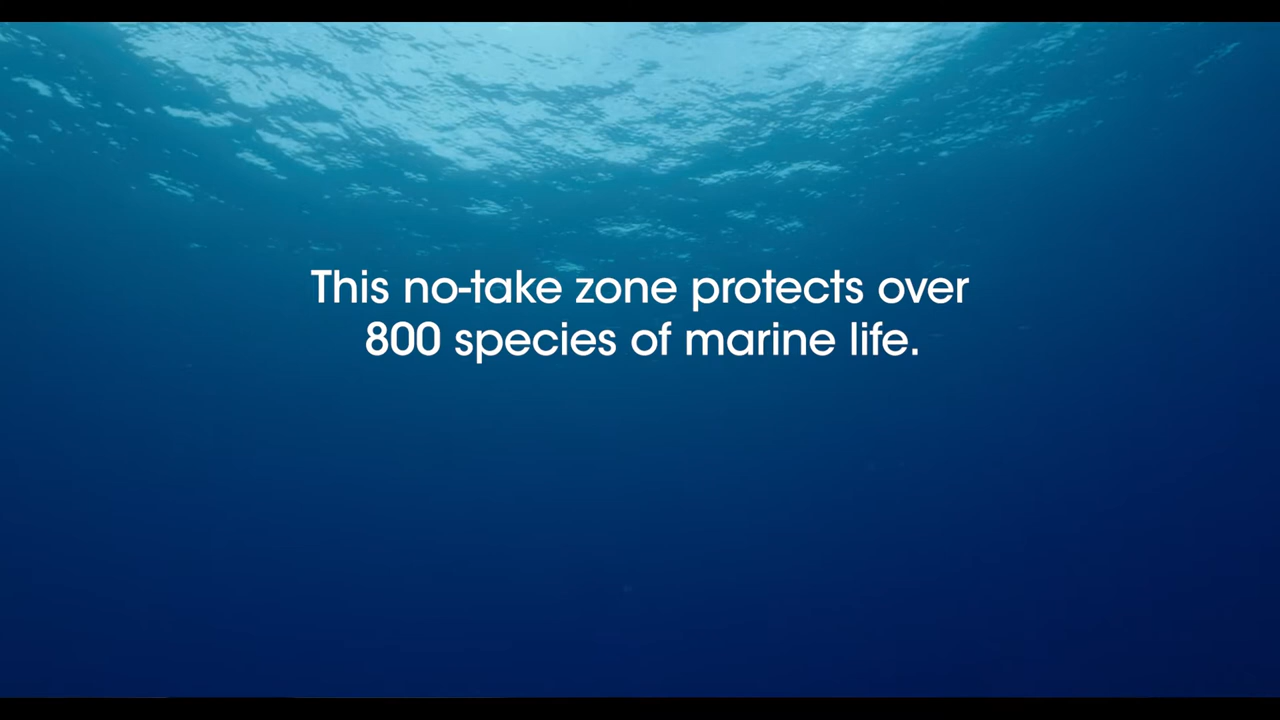 This no-take zone protects over
800 species of marine life.